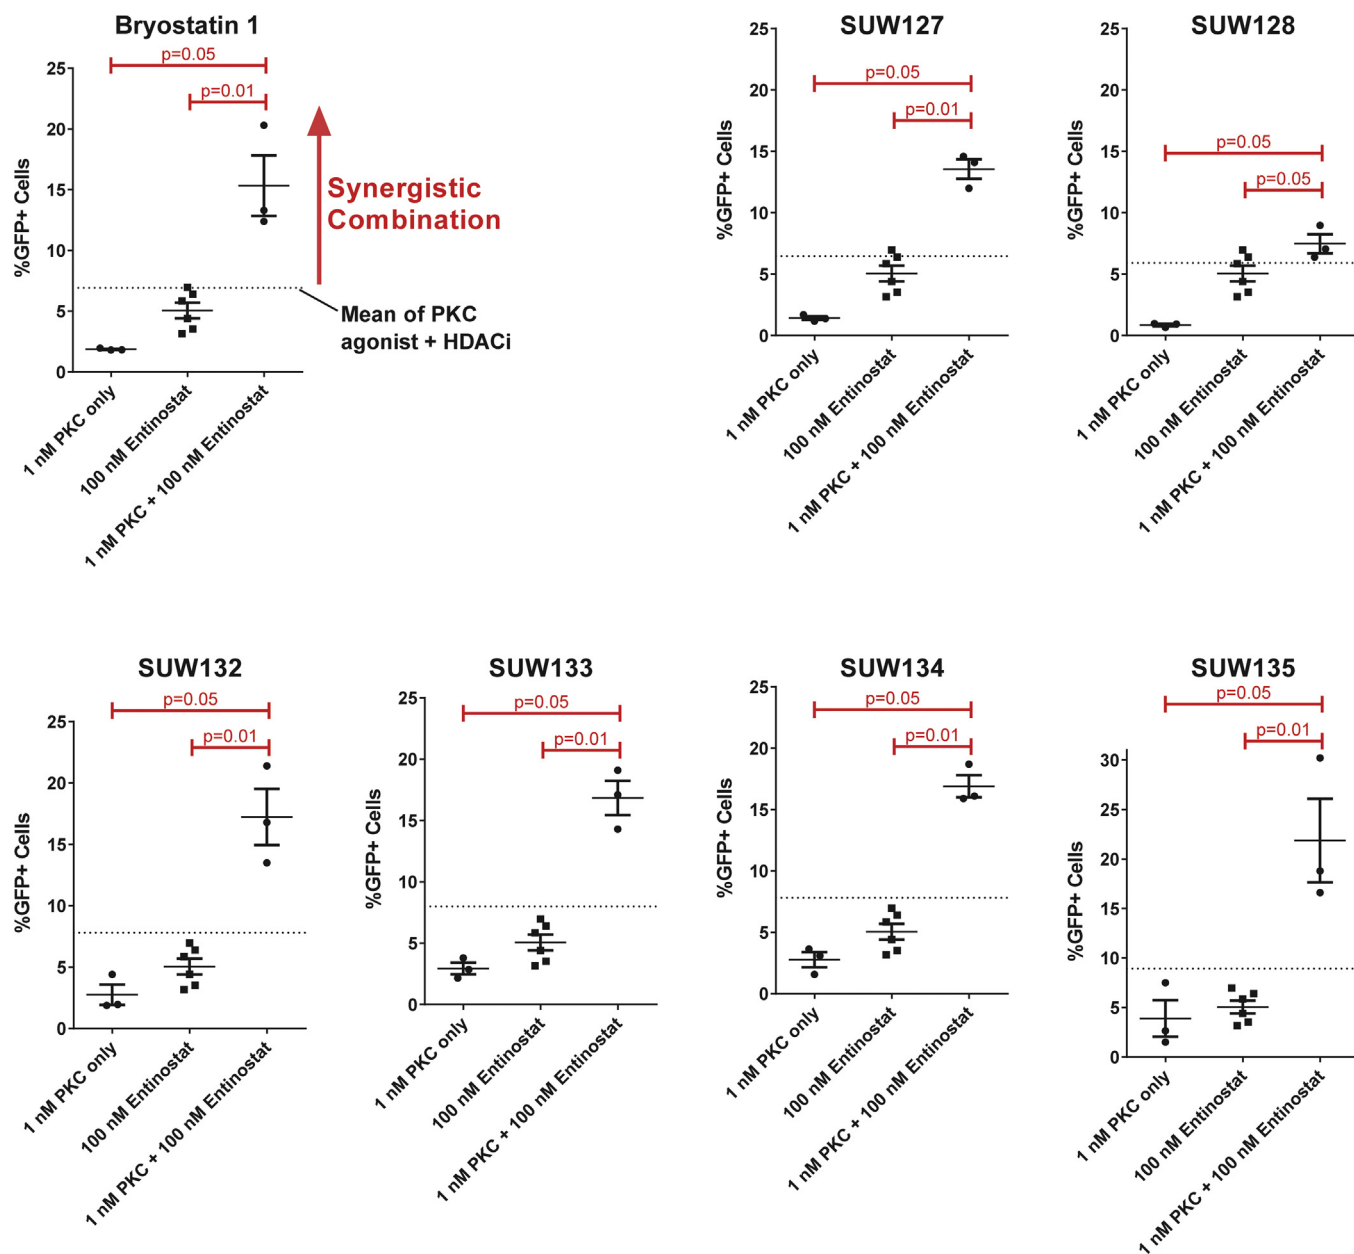 Bryostatin 1
p=0.05
p=0.01
25
20
15
10
5
0
%GFP+ Cells
Synergistic
Combination
Mean of PKC
agonist + HDACi
1 nM PKC only
100 nM Entinostat
1 nM PKC + 100 nM Entinostat
SUW127
p=0.05
p=0.01
25
20
15
10
5
0
%GFP+ Cells
1 nM PKC only
100 nM Entinostat
1 nM PKC + 100 nM Entinostat
SUW128
p=0.05
p=0.05
25
20
15
10
5
0
%GFP+ Cells
1 nM PKC only
100 nM Entinostat
1 nM PKC + 100 nM Entinostat
SUW132
p=0.05
p=0.01
25
20
15
10
5
0
%GFP+ Cells
1 nM PKC only
100 nM Entinostat
1 nM PKC + 100 nM Entinostat
SUW133
p=0.05
p=0.01
25
20
15
10
5
0
%GFP+ Cells
1 nM PKC only
100 nM Entinostat
1 nM PKC + 100 nM Entinostat
SUW134
p=0.05
p=0.01
25
20
15
10
5
0
%GFP+ Cells
1 nM PKC only
100 nM Entinostat
1 nM PKC + 100 nM Entinostat
SUW135
p=0.05
p=0.01
30
25
20
15
10
5
0
%GFP+ Cells
1 nM PKC only
100 nM Entinostat
1 nM PKC + 100 nM Entinostat